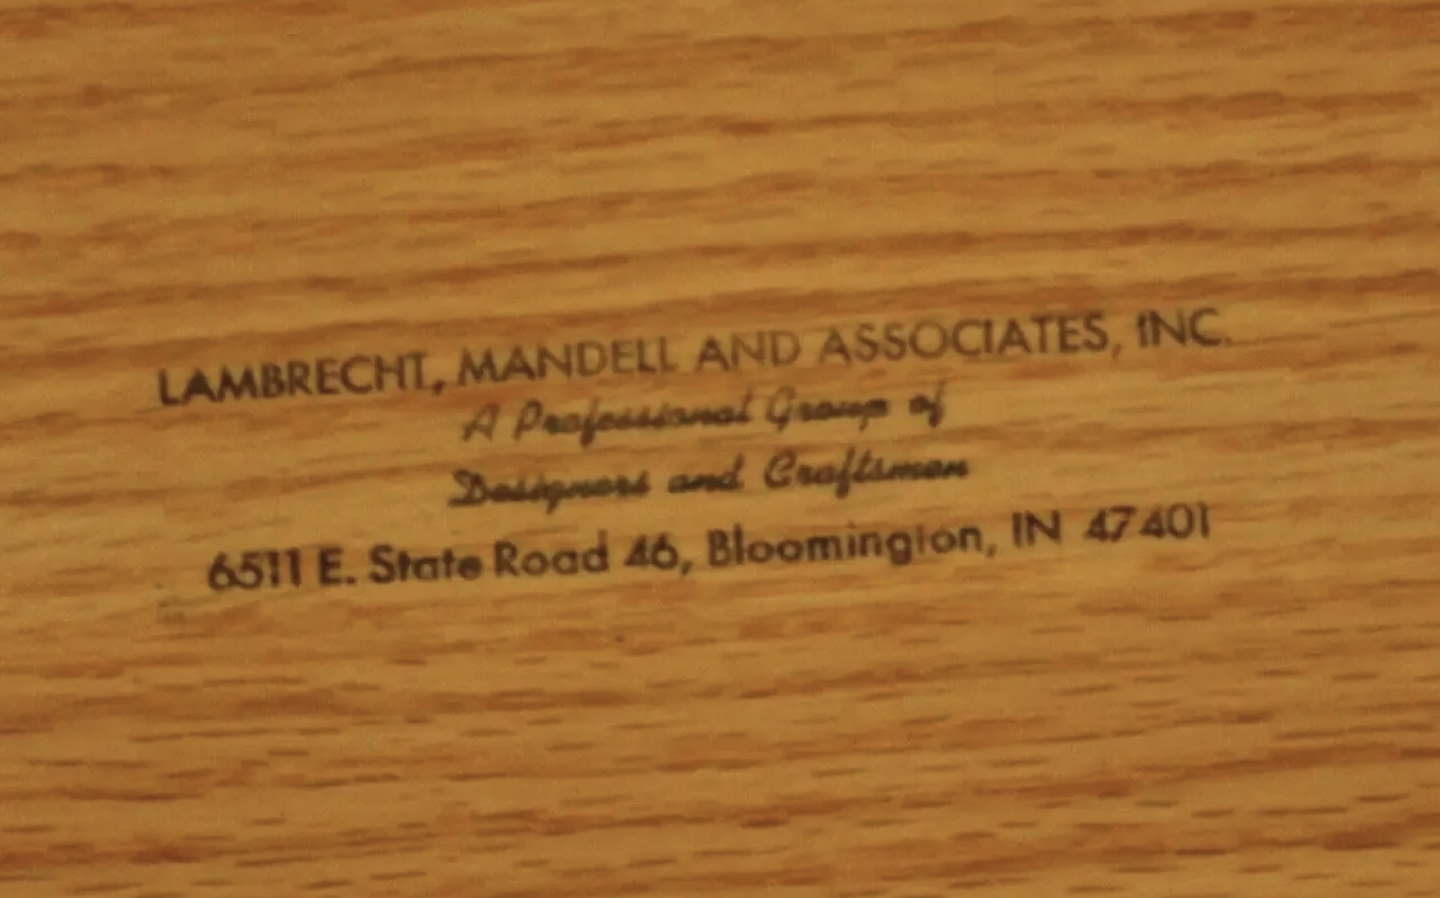 LAMBRECHT, MANDELL AND ASSOCIATES, INC.
A Professional Group of
Designers and Craftsmen
6511 E. State Road 46, Bloomington, IN 47401